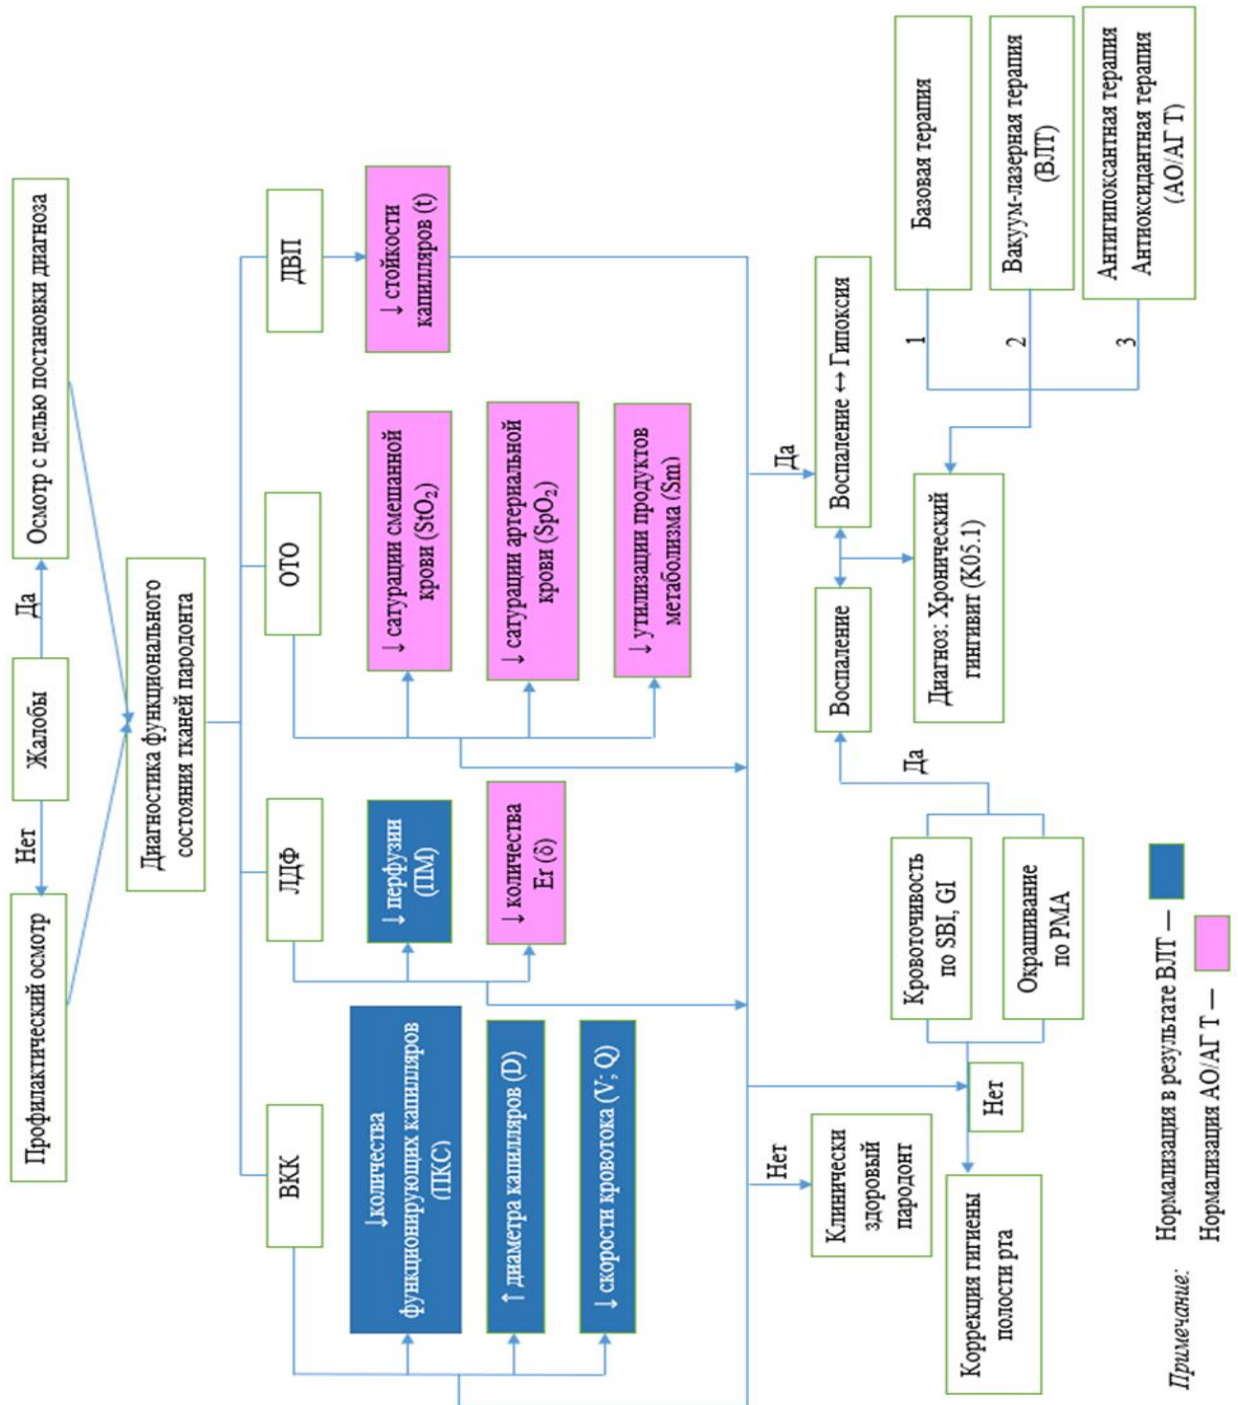 Жалобы
Нет
Да
Профилактический осмотр
Осмотр с целью постановки диагноза
Диагностика функционального
состояния тканей пародонта
ВКК
ЛДФ
ОТО
ДВП
↓количества
функционирующих капилляров
(ПКС)
↑ диаметра капилляров (D)
↓ скорости кровотока (V; Q)
↓ перфузии
(ПМ)
↓ количества
Er (δ)
↓ сатурации смешанной
крови (StO₂)
↓ сатурации артериальной
крови (SpO₂)
↓ утилизации продуктов
метаболизма (Sm)
↓ стойкости
капилляров (t)
Нет
Да
Клинически
здоровый
пародонт
Воспаление
Воспаление ↔ Гипоксия
Коррекция гигиены
полости рта
Нет
Кровоточивость
по SBI, GI
Окрашивание
по PMA
Да
Диагноз: Хронический
гингивит (K05.1)
1
2
3
Базовая терапия
Вакуум-лазерная терапия
(ВЛТ)
Антигипоксантная терапия
Антиоксидантная терапия
(АО/АГ Т)
Примечание:
Нормализация в результате ВЛТ —
Нормализация АО/АГ Т —